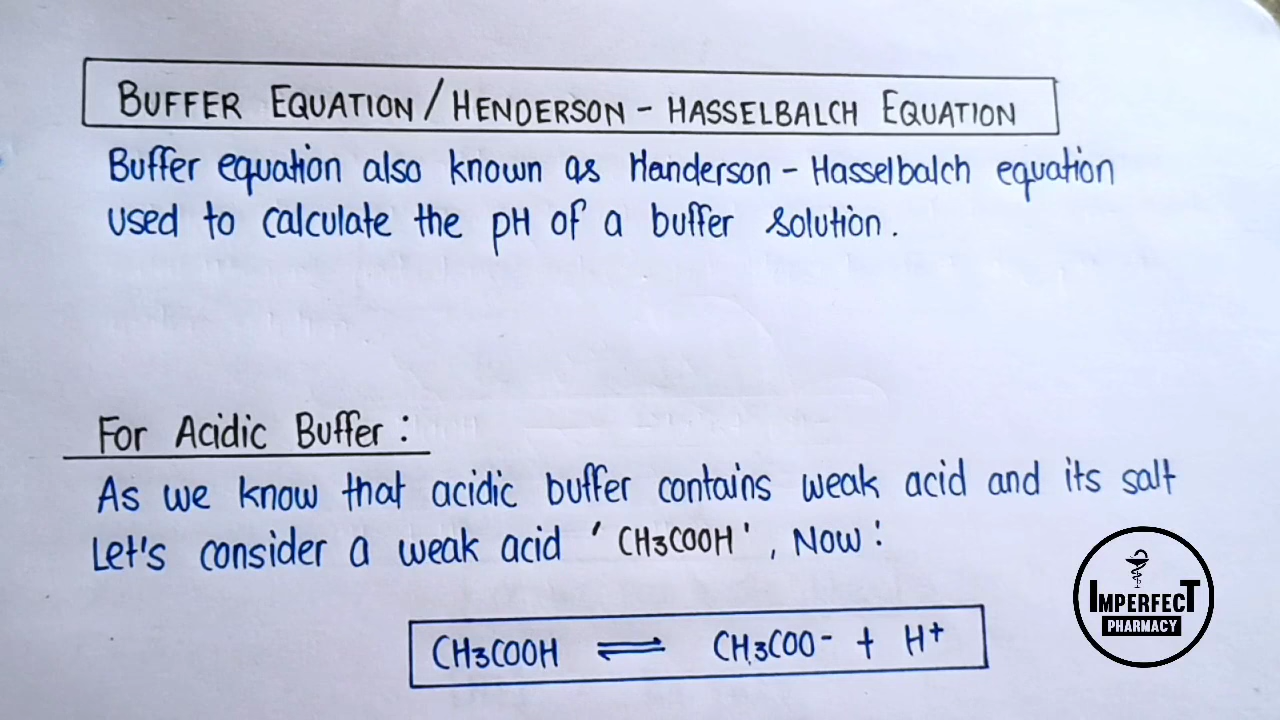 BUFFER EQUATION / HENDERSON - HASSELBALCH EQUATION
Buffer equation also known as Handerson - Hasselbalch equation
used to calculate the pH of a buffer solution.
For Acidic Buffer :
As we know that acidic buffer contains weak acid and its salt
Let's consider a weak acid 'CH3COOH', Now :
CH3COOH ⇌ CH3COO- + H+
IMPERFECT
PHARMACY